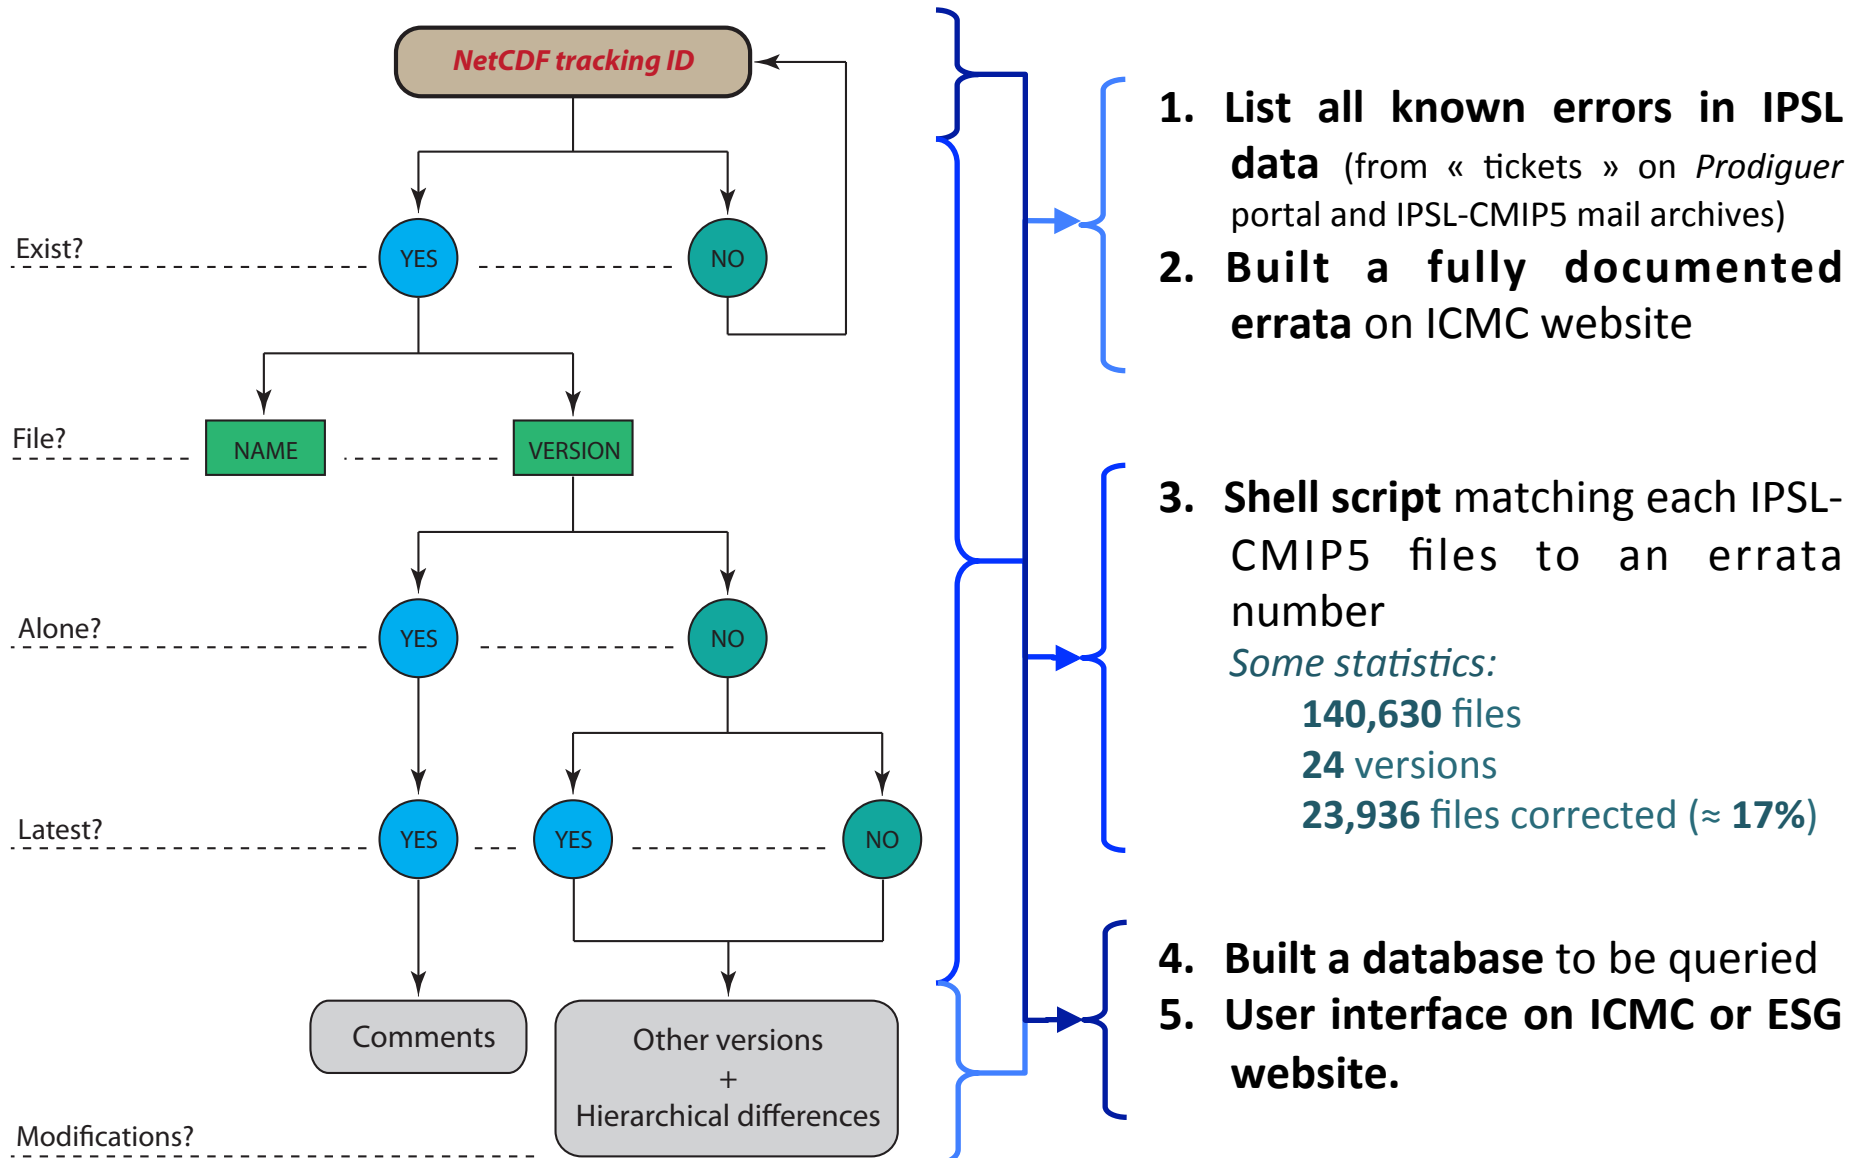 NetCDF tracking ID
Exist?
YES
NO
File?
NAME
VERSION
Alone?
YES
NO
Latest?
YES
YES
NO
Comments
Other versions
+
Hierarchical differences
Modifications?
1. List all known errors in IPSL
data (from « tickets » on Prodiguer
portal and IPSL-CMIP5 mail archives)
2. Built a fully documented
errata on ICMC website
3. Shell script matching each IPSL-
CMIP5 files to an errata
number
Some statistics:
140,630 files
24 versions
23,936 files corrected (≈ 17%)
4. Built a database to be queried
5. User interface on ICMC or ESG
website.